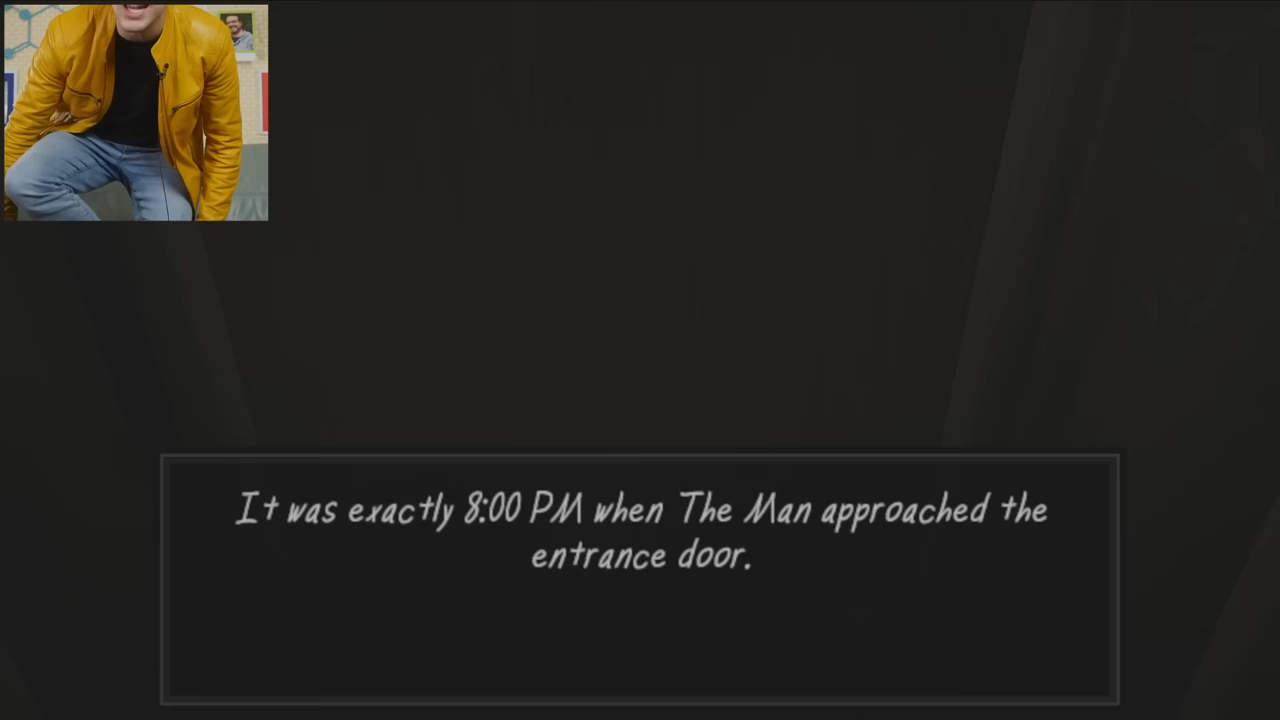 It was exactly 8:00 PM when The Man approached the
entrance door.